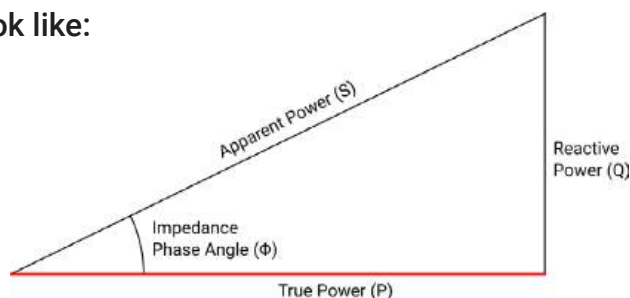 ok like:
Apparent Power (S)
Reactive
Power (Q)
Impedance
Phase Angle (Φ)
True Power (P)